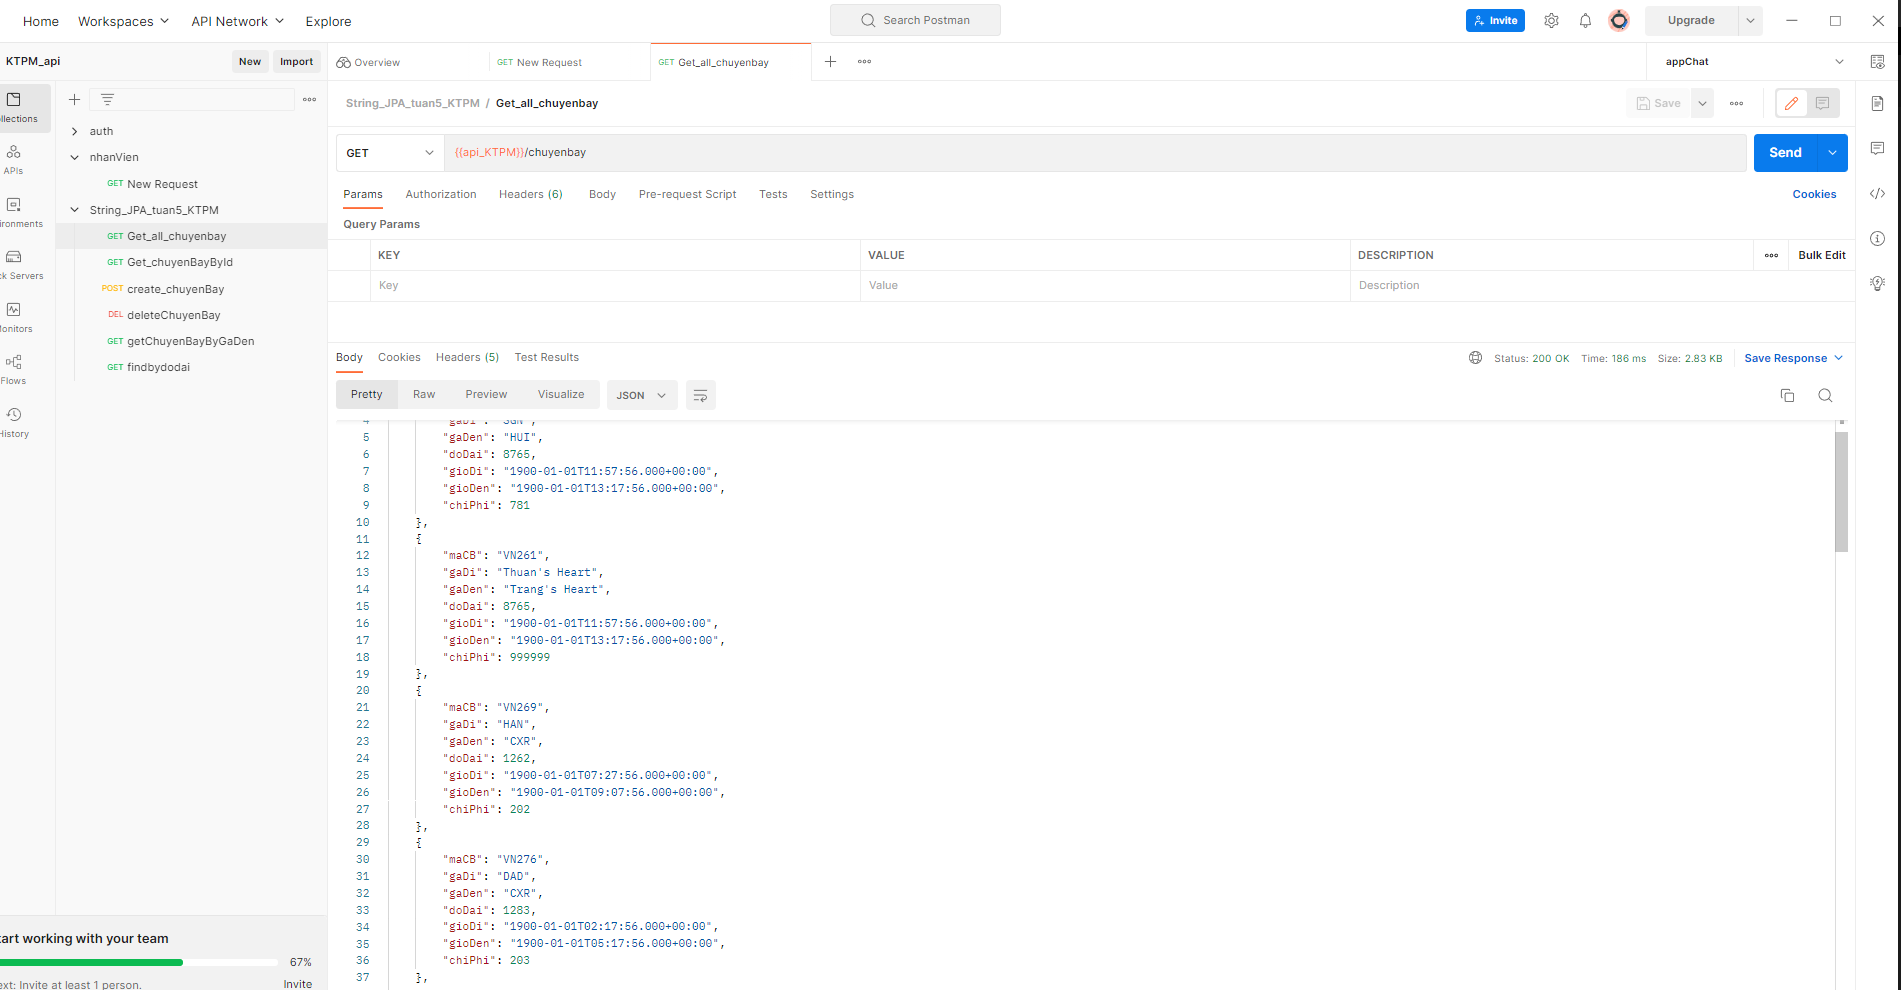 Home Workspaces API Network Explore Search Postman Invite Upgrade
KTPM_api New Import Overview GET New Request GET Get_all_chuyenbay appChat
String_JPA_tuan5_KTPM / Get_all_chuyenbay Save
llections
APIs
ironments
ck Servers
Monitors
Flows
History
auth
nhanVien
GET New Request
String_JPA_tuan5_KTPM
GET Get_all_chuyenbay
GET Get_chuyenBayById
POST create_chuyenBay
DEL deleteChuyenBay
GET getChuyenBayByGaDen
GET findbydodai
tart working with your team
67%
ext: Invite at least 1 person. Invite
GET {{api_KTPM}}/chuyenbay Send
Params Authorization Headers (6) Body Pre-request Script Tests Settings Cookies
Query Params
KEY VALUE DESCRIPTION Bulk Edit
Key Value Description
Body Cookies Headers (5) Test Results Status: 200 OK Time: 186 ms Size: 2.83 KB Save Response
Pretty Raw Preview Visualize JSON
4 "gaDi": "SGN",
5 "gaDen": "HUI",
6 "doDai": 8765,
7 "gioDi": "1900-01-01T11:57:56.000+00:00",
8 "gioDen": "1900-01-01T13:17:56.000+00:00",
9 "chiPhi": 781
10 },
11 {
12 "maCB": "VN261",
13 "gaDi": "Thuan's Heart",
14 "gaDen": "Trang's Heart",
15 "doDai": 8765,
16 "gioDi": "1900-01-01T11:57:56.000+00:00",
17 "gioDen": "1900-01-01T13:17:56.000+00:00",
18 "chiPhi": 999999
19 },
20 {
21 "maCB": "VN269",
22 "gaDi": "HAN",
23 "gaDen": "CXR",
24 "doDai": 1262,
25 "gioDi": "1900-01-01T07:27:56.000+00:00",
26 "gioDen": "1900-01-01T09:07:56.000+00:00",
27 "chiPhi": 202
28 },
29 {
30 "maCB": "VN276",
31 "gaDi": "DAD",
32 "gaDen": "CXR",
33 "doDai": 1283,
34 "gioDi": "1900-01-01T02:17:56.000+00:00",
35 "gioDen": "1900-01-01T05:17:56.000+00:00",
36 "chiPhi": 203
37 },